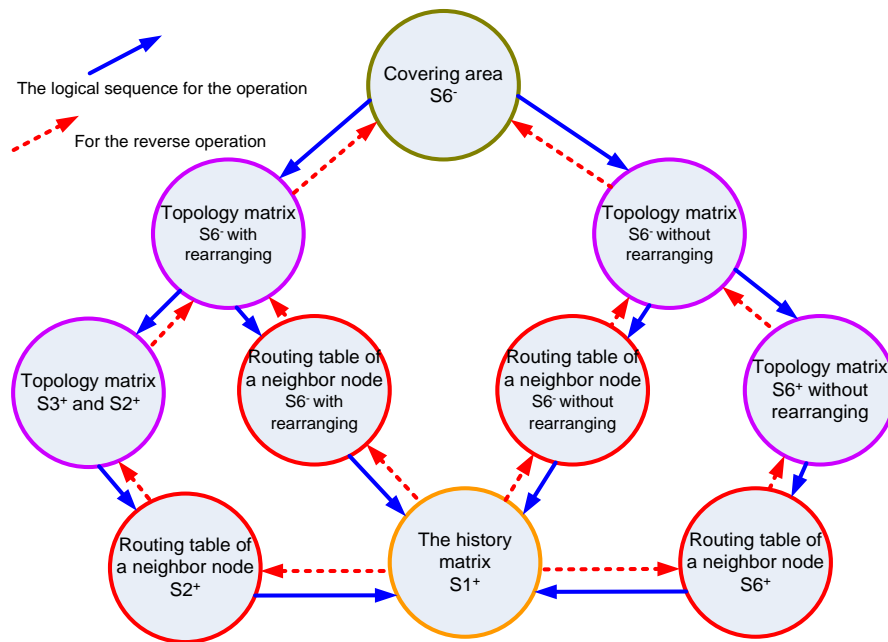 Covering area
S6⁻
The logical sequence for the operation
For the reverse operation
Topology matrix
S6⁻ with
rearranging
Topology matrix
S6⁻ without
rearranging
Topology matrix
S3⁺ and S2⁺
Routing table of
a neighbor node
S6⁻ with
rearranging
Routing table of
a neighbor node
S6⁻ without
rearranging
Topology matrix
S6⁺ without
rearranging
Routing table of
a neighbor node
S2⁺
The history
matrix
S1⁺
Routing table of
a neighbor node
S6⁺